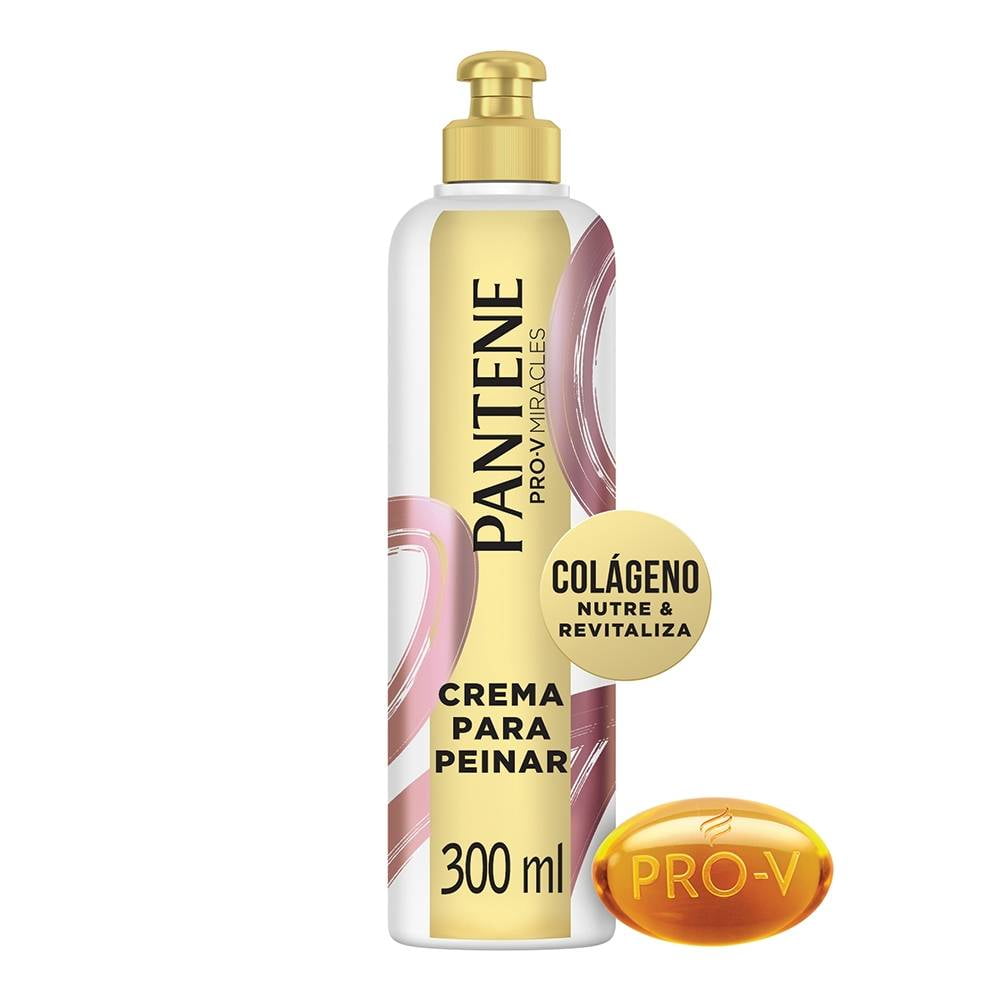 PANTENE
PRO-V MIRACLES
COLÁGENO
NUTRE &
REVITALIZA
CREMA
PARA
PEINAR
300 ml
PRO-V